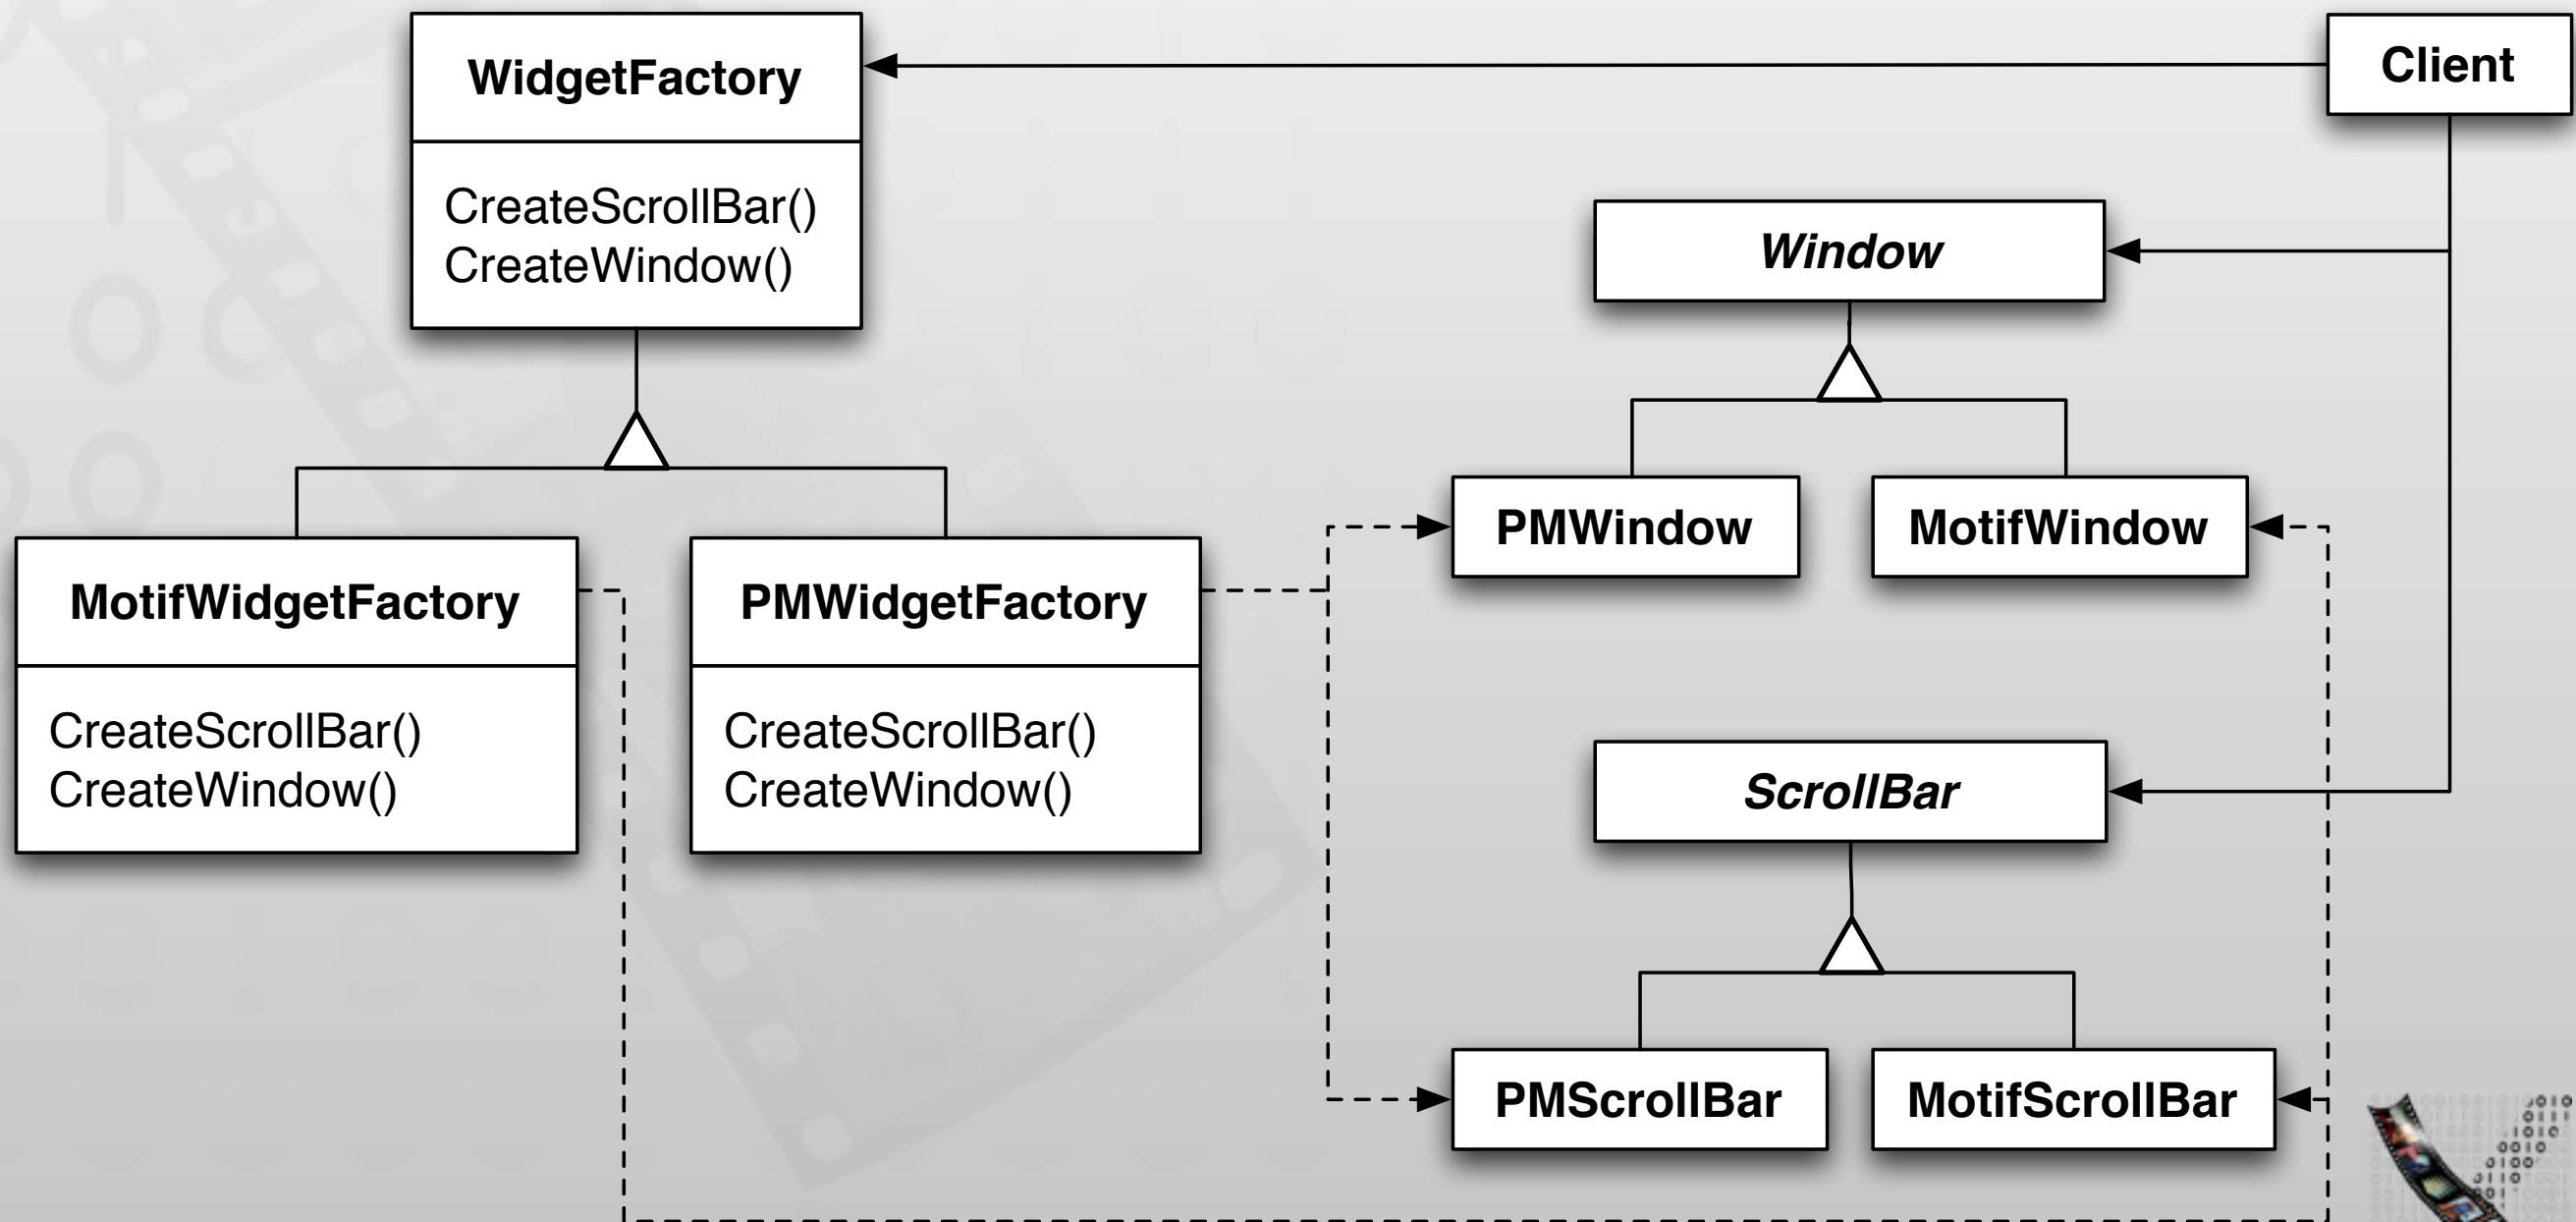 WidgetFactory
CreateScrollBar()
CreateWindow()
Client
Window
PMWindow
MotifWindow
MotifWidgetFactory
CreateScrollBar()
CreateWindow()
PMWidgetFactory
CreateScrollBar()
CreateWindow()
ScrollBar
PMScrollBar
MotifScrollBar